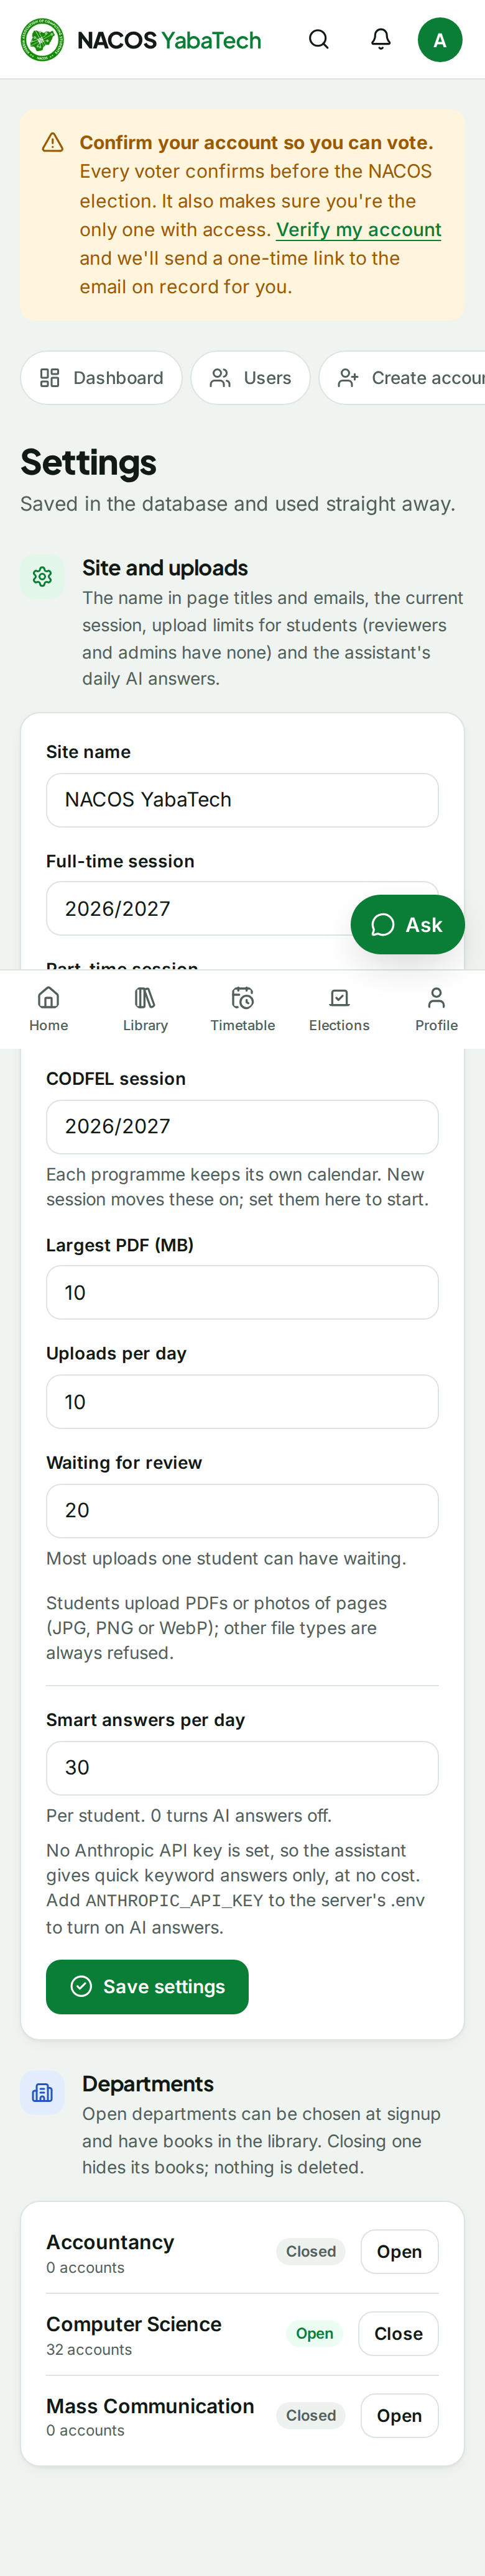 NACOS YabaTech
A
Confirm your account so you can vote.
Every voter confirms before the NACOS
election. It also makes sure you're the
only one with access. Verify my account
and we'll send a one-time link to the
email on record for you.
Dashboard
Users
Create accoun
Settings
Saved in the database and used straight away.
Site and uploads
The name in page titles and emails, the current
session, upload limits for students (reviewers
and admins have none) and the assistant's
daily AI answers.
Site name
NACOS YabaTech
Full-time session
2026/2027
Ask
Part-time session
Home
Library
Timetable
Elections
Profile
CODFEL session
2026/2027
Each programme keeps its own calendar. New
session moves these on; set them here to start.
Largest PDF (MB)
10
Uploads per day
10
Waiting for review
20
Most uploads one student can have waiting.
Students upload PDFs or photos of pages
(JPG, PNG or WebP); other file types are
always refused.
Smart answers per day
30
Per student. 0 turns AI answers off.
No Anthropic API key is set, so the assistant
gives quick keyword answers only, at no cost.
Add ANTHROPIC_API_KEY to the server's .env
to turn on AI answers.
Save settings
Departments
Open departments can be chosen at signup
and have books in the library. Closing one
hides its books; nothing is deleted.
Accountancy
0 accounts
Closed
Open
Computer Science
32 accounts
Open
Close
Mass Communication
0 accounts
Closed
Open